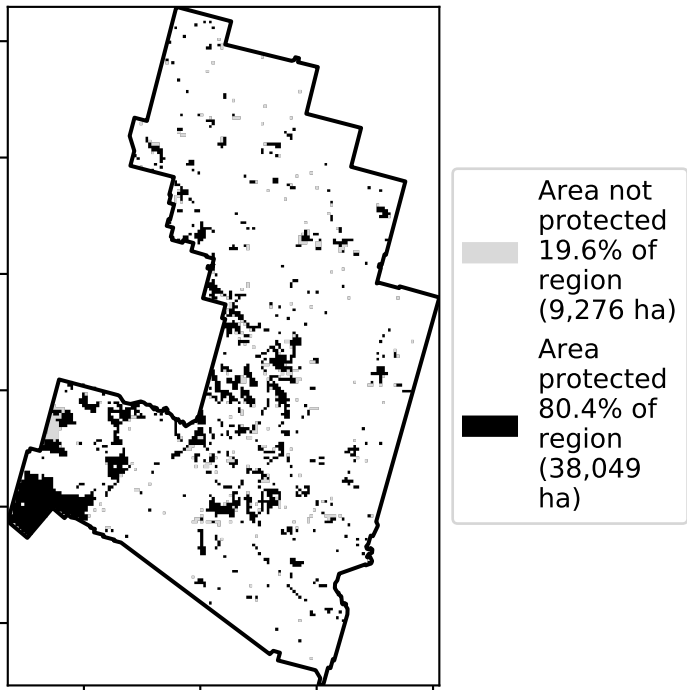 Area not
protected
19.6% of
region
(9,276 ha)
Area
protected
80.4% of
region
(38,049
ha)